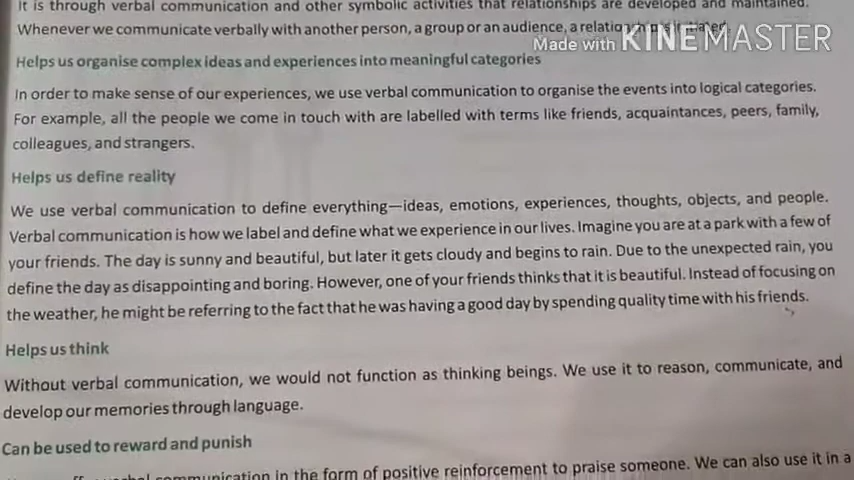 It is through verbal communication and other symbolic activities that relationships are developed and maintained.
Whenever we communicate verbally with another person, a group or an audience, a
Made with KINEMASTER
Helps us organise complex ideas and experiences into meaningful categories
In order to make sense of our experiences, we use verbal communication to organise the events into logical categories.
For example, all the people we come in touch with are labelled with terms like friends, acquaintances, peers, family,
colleagues, and strangers.
Helps us define reality
We use verbal communication to define everything—ideas, emotions, experiences, thoughts, objects, and people.
Verbal communication is how we label and define what we experience in our lives. Imagine you are at a park with a few of
your friends. The day is sunny and beautiful, but later it gets cloudy and begins to rain. Due to the unexpected rain, you
define the day as disappointing and boring. However, one of your friends thinks that it is beautiful. Instead of focusing on
the weather, he might be referring to the fact that he was having a good day by spending quality time with his friends.
Helps us think
Without verbal communication, we would not function as thinking beings. We use it to reason, communicate, and
develop our memories through language.
Can be used to reward and punish
communication in the form of positive reinforcement to praise someone. We can also use it in a